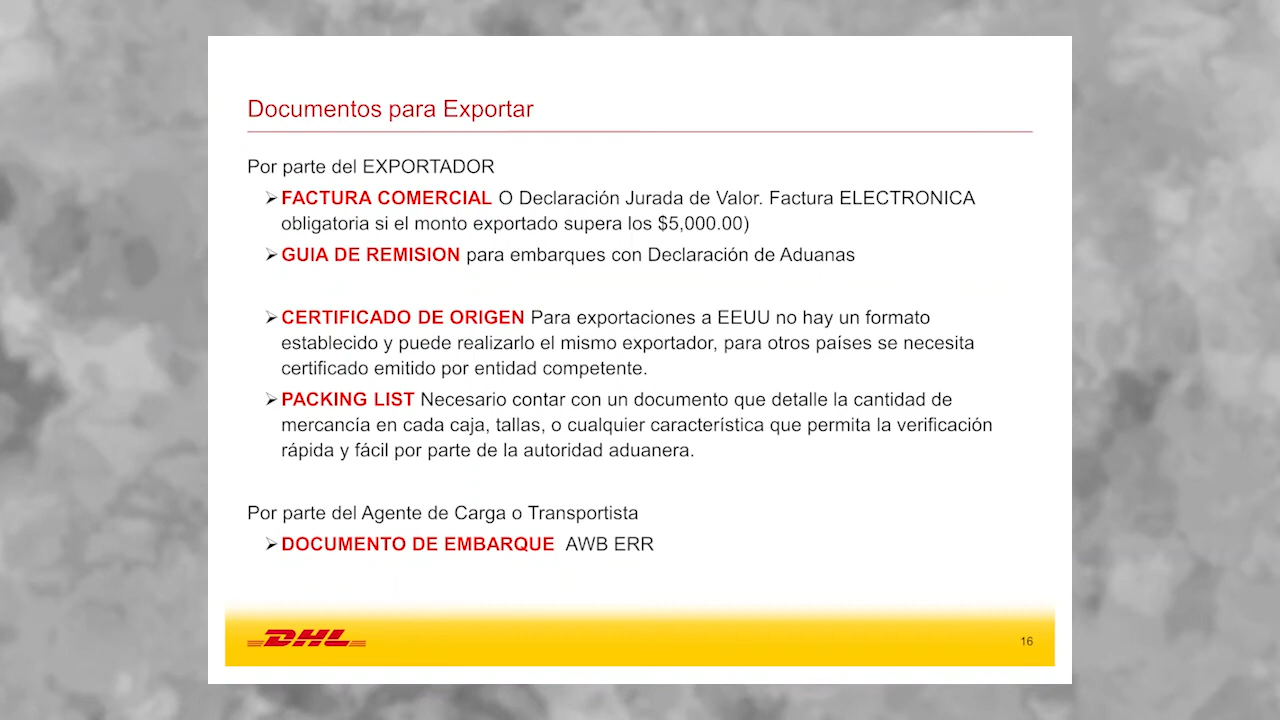 Documentos para Exportar
Por parte del EXPORTADOR
➢FACTURA COMERCIAL O Declaración Jurada de Valor. Factura ELECTRONICA
obligatoria si el monto exportado supera los $5,000.00)
➢GUIA DE REMISION para embarques con Declaración de Aduanas
➢CERTIFICADO DE ORIGEN Para exportaciones a EEUU no hay un formato
establecido y puede realizarlo el mismo exportador, para otros países se necesita
certificado emitido por entidad competente.
➢PACKING LIST Necesario contar con un documento que detalle la cantidad de
mercancía en cada caja, tallas, o cualquier característica que permita la verificación
rápida y fácil por parte de la autoridad aduanera.
Por parte del Agente de Carga o Transportista
➢DOCUMENTO DE EMBARQUE AWB ERR
DHL
16